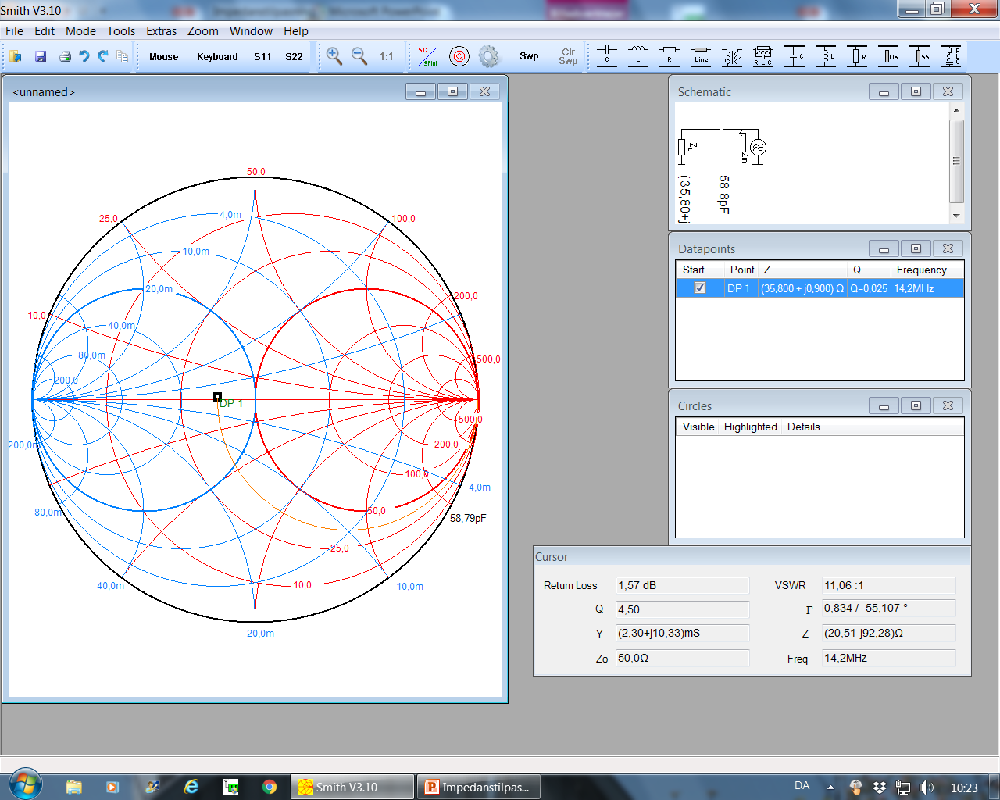 Smith V3.10
File Edit Mode Tools Extras Zoom Window Help
Mouse Keyboard S11 S22 1:1 SC SPlot Swp Clr Swp C L R Line n 1 R L C C L R OS SS R L C
<unnamed>
50,0
25,0
4,0m
100,0
10,0m
20,0m
200,0
10,0
40,0m
80,0m
500,0
200,0
DP 1
500,0
200,0m
200,0
100,0
4,0m
80,0m
50,0
58,79pF
25,0
40,0m
10,0
10,0m
20,0m
Schematic
ZL
Zin
(35,80+j
58,8pF
Datapoints
Start Point Z Q Frequency
DP 1 (35,800 + j0,900) Ω Q=0,025 14,2MHz
Circles
Visible Highlighted Details
Cursor
Return Loss 1,57 dB VSWR 11,06 :1
Q 4,50 Γ 0,834 / -55,107 °
Y (2,30+j10,33)mS Z (20,51-j92,28)Ω
Zo 50,0Ω Freq 14,2MHz
Smith V3.10 Impedanstilpas... DA 10:23